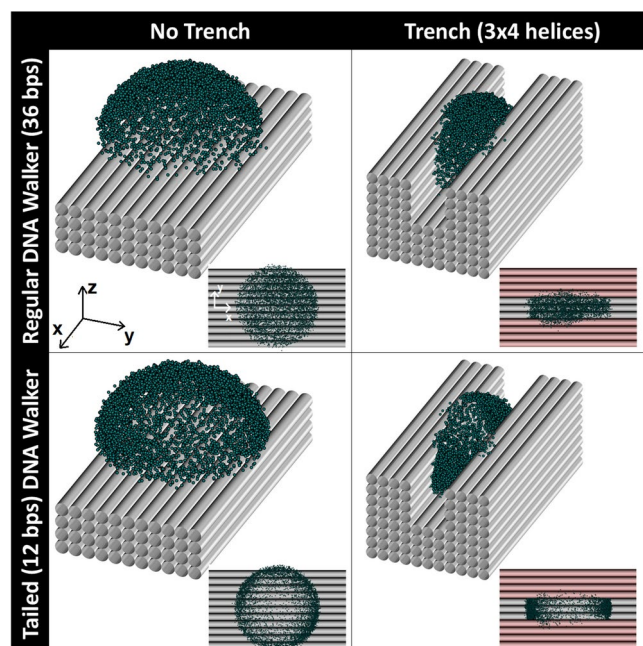 No Trench
Trench (3x4 helices)
Regular DNA Walker (36 bps)
z
x
y
y
x
Tailed (12 bps) DNA Walker